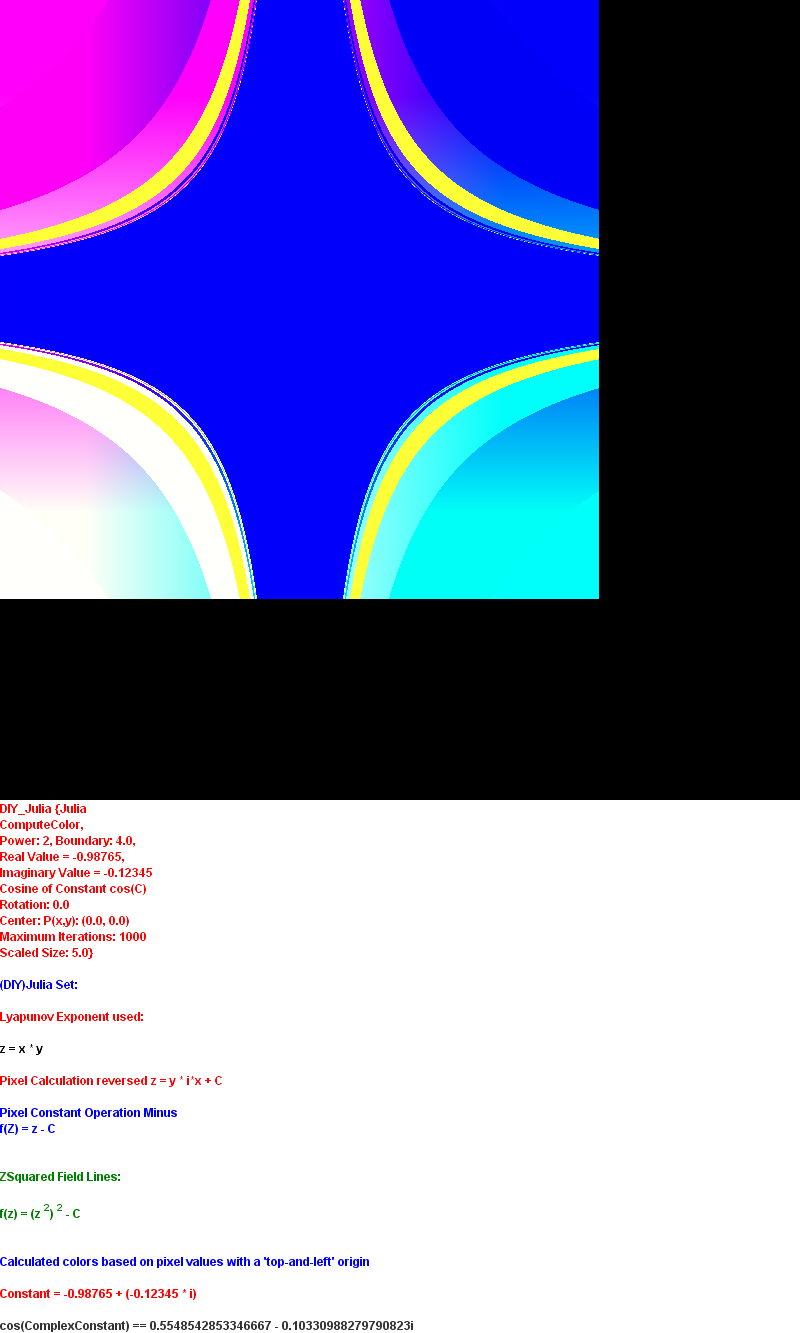 DIY_Julia {Julia
ComputeColor,
Power: 2, Boundary: 4.0,
Real Value = -0.98765,
Imaginary Value = -0.12345
Cosine of Constant cos(C)
Rotation: 0.0
Center: P(x,y): (0.0, 0.0)
Maximum Iterations: 1000
Scaled Size: 5.0}
(DIY)Julia Set:
Lyapunov Exponent used:
z = x * y
Pixel Calculation reversed z = y * i*x + C
Pixel Constant Operation Minus
f(Z) = z - C
ZSquared Field Lines:
f(z) = (z 2) 2 - C
Calculated colors based on pixel values with a 'top-and-left' origin
Constant = -0.98765 + (-0.12345 * i)
cos(ComplexConstant) == 0.5548542853346667 - 0.10330988279790823i